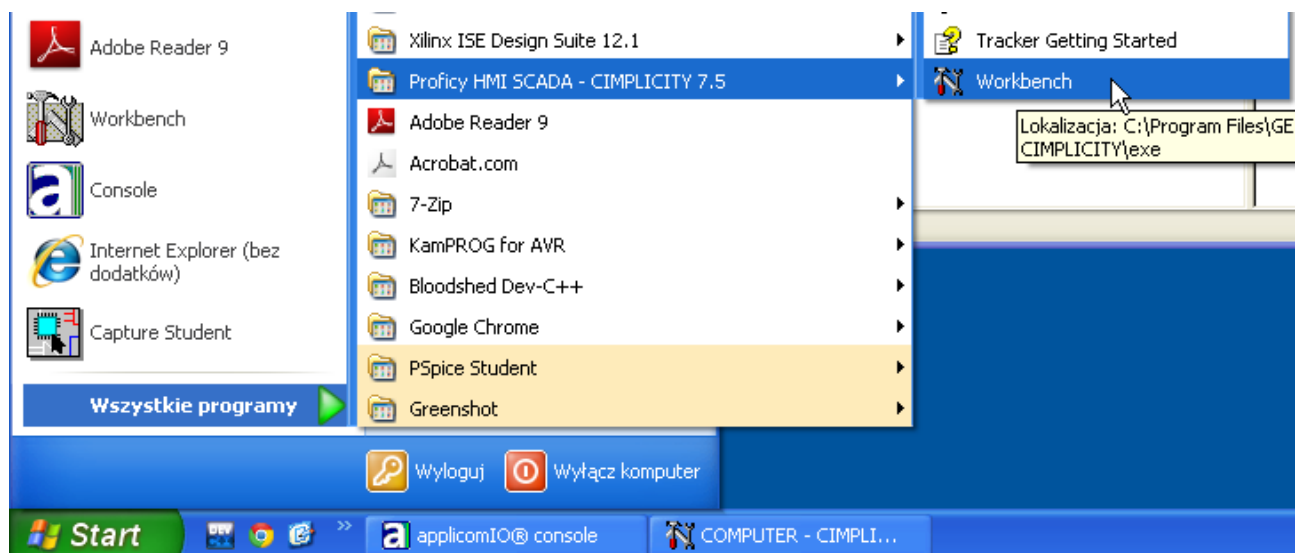 Adobe Reader 9
Workbench
Console
Internet Explorer (bez
dodatków)
Capture Student
Wszystkie programy
Xilinx ISE Design Suite 12.1
Proficy HMI SCADA - CIMPLICITY 7.5
Adobe Reader 9
Acrobat.com
7-Zip
KamPROG for AVR
Bloodshed Dev-C++
Google Chrome
PSpice Student
Greenshot
Tracker Getting Started
Workbench
Lokalizacja: C:\Program Files\GE
CIMPLICITY\exe
Wyloguj
Wyłącz komputer
Start
applicomIO® console
COMPUTER - CIMPLI...